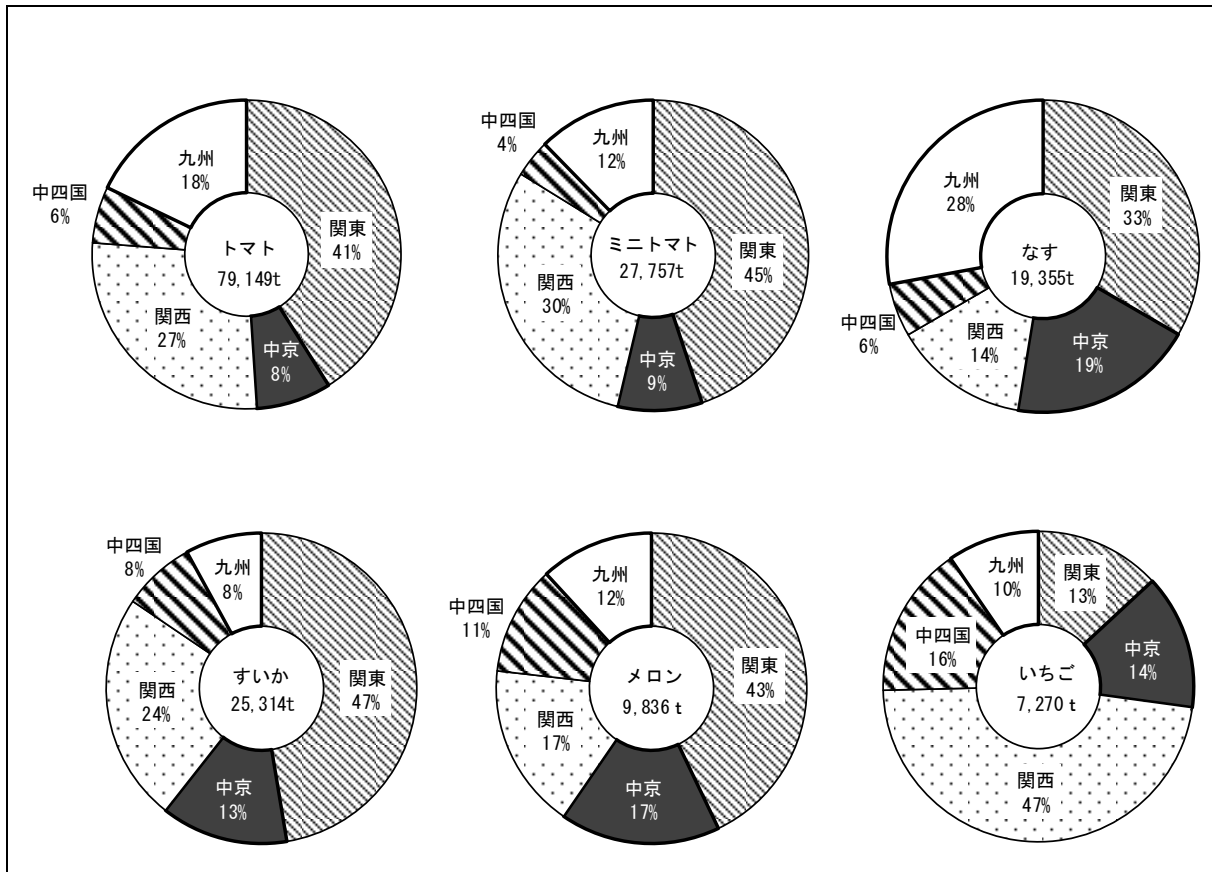 トマト
79,149t
関東
41%
中京
8%
関西
27%
中四国
6%
九州
18%
ミニトマト
27,757t
関東
45%
中京
9%
関西
30%
中四国
4%
九州
12%
なす
19,355t
関東
33%
中京
19%
関西
14%
中四国
6%
九州
28%
すいか
25,314t
関東
47%
中京
13%
関西
24%
中四国
8%
九州
8%
メロン
9,836t
関東
43%
中京
17%
関西
17%
中四国
11%
九州
12%
いちご
7,270t
関東
13%
中京
14%
関西
47%
中四国
16%
九州
10%